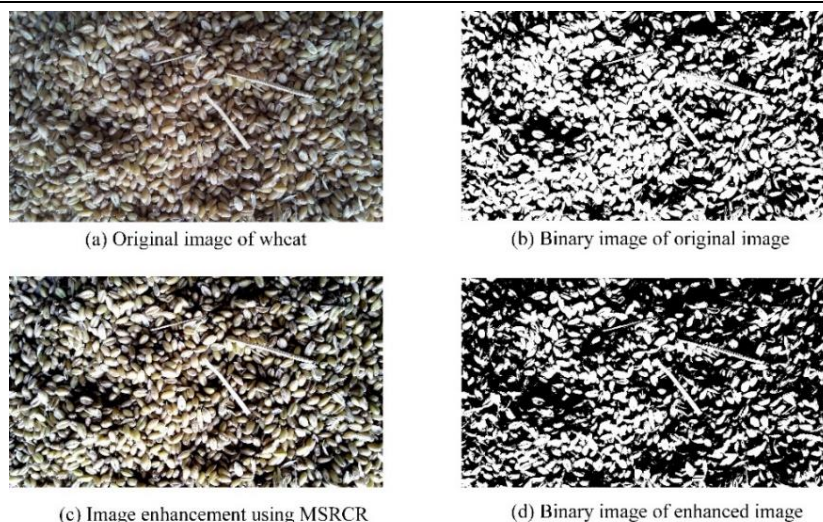 (a) Original image of wheat
(b) Binary image of original image
(c) Image enhancement using MSRCR
(d) Binary image of enhanced image